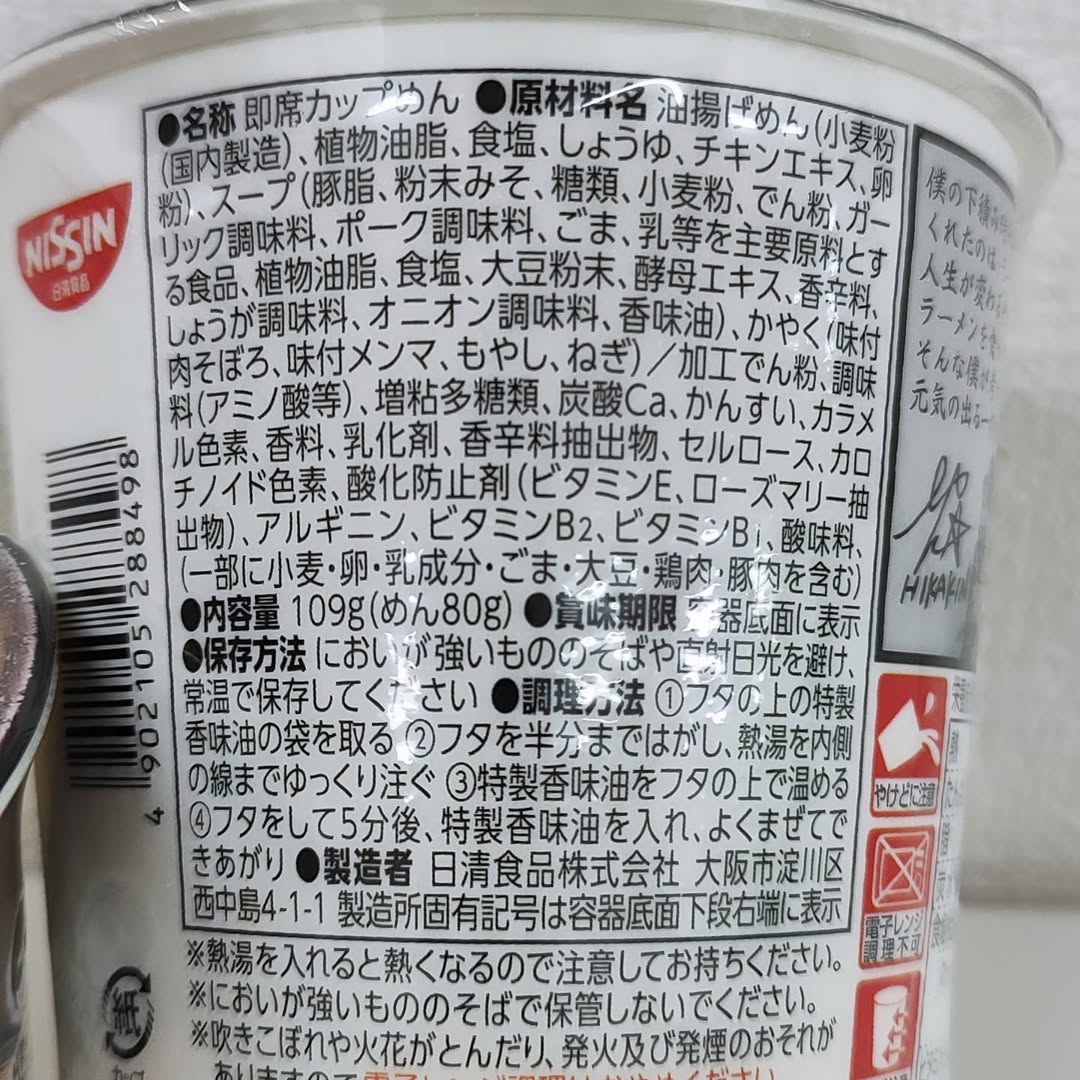 ●名称 即席カップめん ●原材料名 油揚げめん(小麦粉
(国内製造)、植物油脂、食塩、しょうゆ、チキンエキス、卵
粉)、スープ(豚脂、粉末みそ、糖類、小麦粉、でん粉、ガー
リック調味料、ポーク調味料、ごま、乳等を主要原料とす
る食品、植物油脂、食塩、大豆粉末、酵母エキス、香辛料、
しょうが調味料、オニオン調味料、香味油)、かやく(味付
肉そぼろ、味付メンマ、もやし、ねぎ)/加工でん粉、調味
料(アミノ酸等)、増粘多糖類、炭酸Ca、かんすい、カラメ
ル色素、香料、乳化剤、香辛料抽出物、セルロース、カロ
チノイド色素、酸化防止剤(ビタミンE、ローズマリー抽
出物)、アルギニン、ビタミンB2、ビタミンB1、酸味料、
(一部に小麦・卵・乳成分・ごま・大豆・鶏肉・豚肉を含む)
●内容量 109g(めん80g) ●賞味期限 容器底面に表示
●保存方法 においが強いもののそばや直射日光を避け、
常温で保存してください ●調理方法 ①フタの上の特製
香味油の袋を取る ②フタを半分まではがし、熱湯を内側
の線までゆっくり注ぐ ③特製香味油をフタの上で温める
④フタをして5分後、特製香味油を入れ、よくまぜてで
きあがり ●製造者 日清食品株式会社 大阪市淀川区
西中島4-1-1 製造所固有記号は容器底面下段右端に表示
※熱湯を入れると熱くなるので注意してお持ちください。
※においが強いもののそばで保管しないでください。
※吹きこぼれや火花がとんだり、発火及び発煙のおそれが
ありますので電子レンジ調理はおやめください
NISSIN
日清食品
4 902105 288498
紙
僕の下積み
くれたのは
人生が変わる
ラーメンを
そんな僕が
元気の出る一
HIKAKIN
やけどに注意
電子レンジ
調理不可